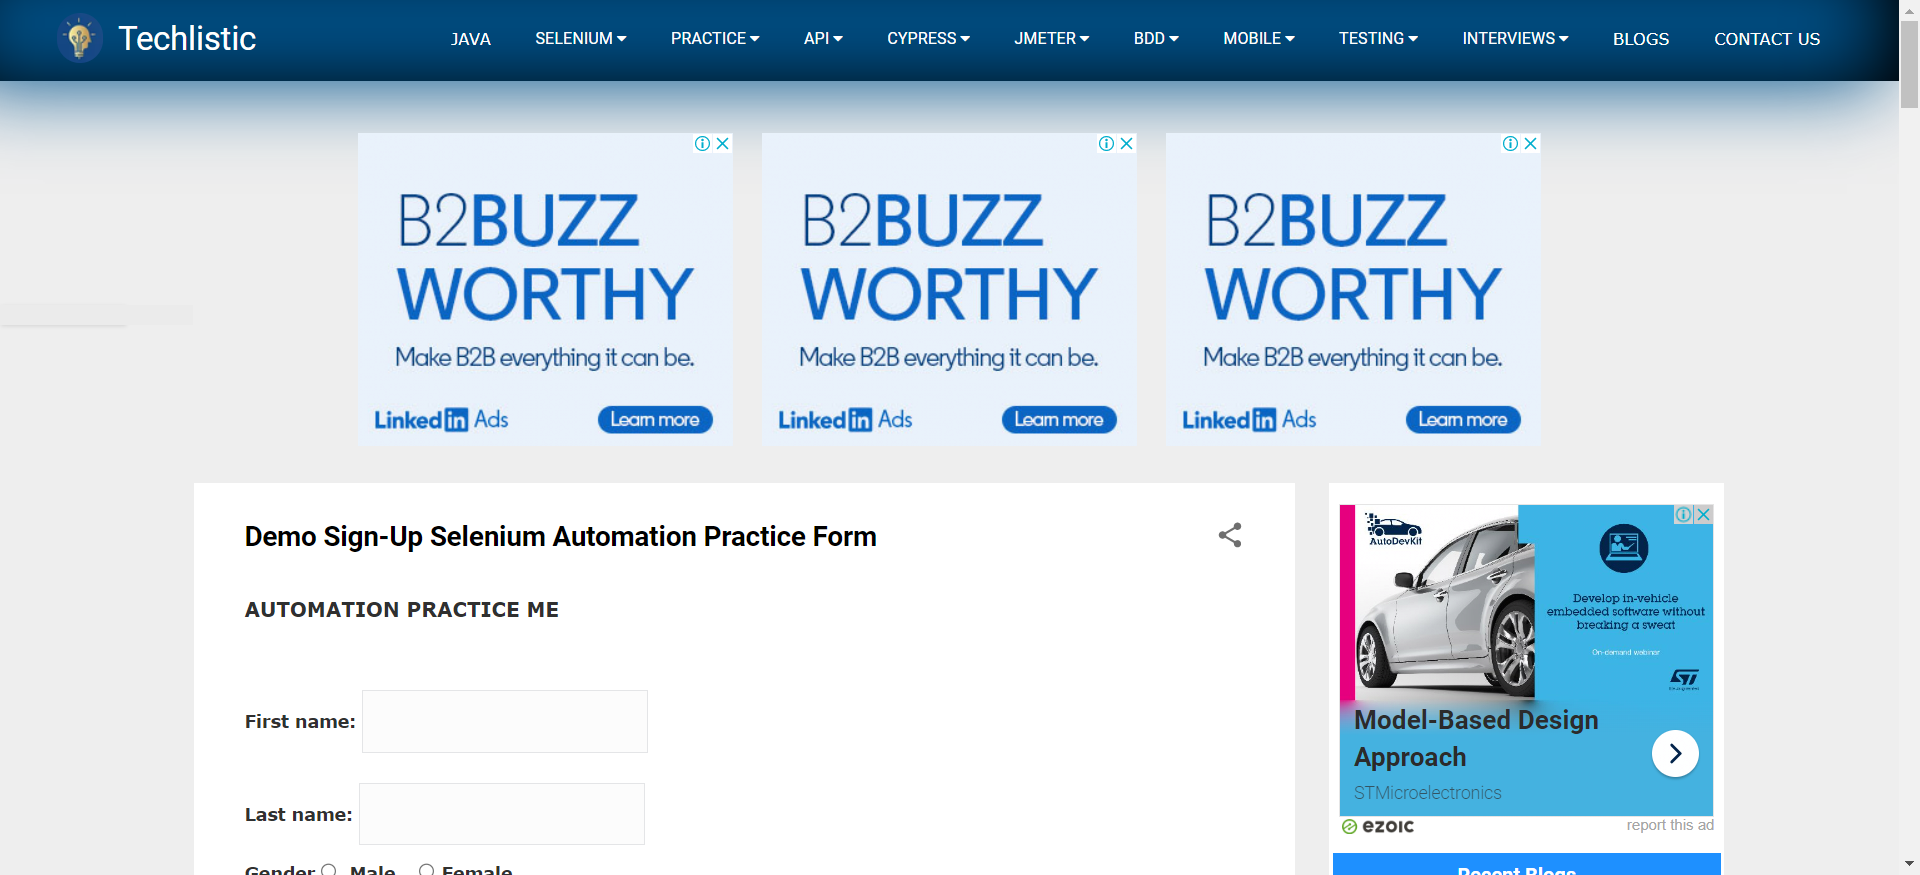 Techlistic
JAVA
SELENIUM
PRACTICE
API
CYPRESS
JMETER
BDD
MOBILE
TESTING
INTERVIEWS
BLOGS
CONTACT US
B2BUZZ
WORTHY
Make B2B everything it can be.
Linked in Ads
Learn more
B2BUZZ
WORTHY
Make B2B everything it can be.
Linked in Ads
Learn more
B2BUZZ
WORTHY
Make B2B everything it can be.
Linked in Ads
Learn more
Demo Sign-Up Selenium Automation Practice Form
AUTOMATION PRACTICE ME
First name:
Last name:
Gender Male Female
AutoDevKit
Develop in-vehicle
embedded software without
breaking a sweat
On-demand webinar
ST
Model-Based Design
Approach
STMicroelectronics
ezoic
report this ad
Recent Blogs